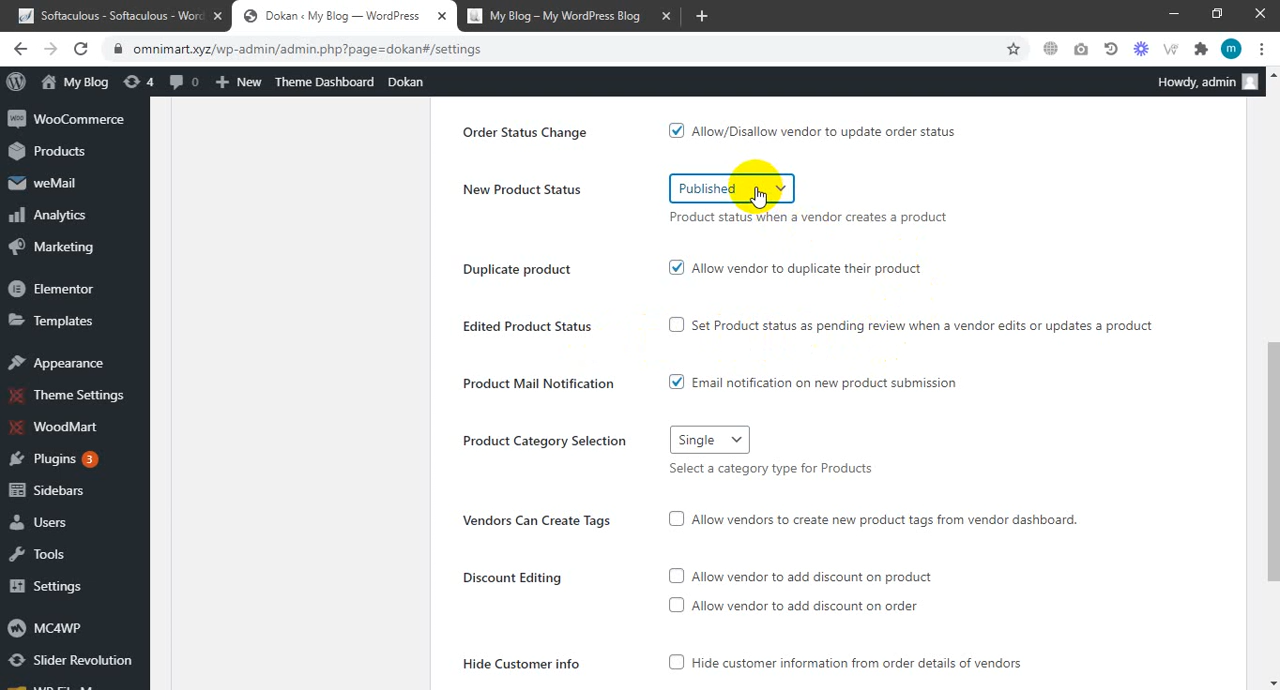 Softaculous - Softaculous - Word
Dokan ‹ My Blog — WordPress
My Blog – My WordPress Blog
omnimart.xyz/wp-admin/admin.php?page=dokan#/settings
m
My Blog
4
0
New
Theme Dashboard
Dokan
Howdy, admin
WooCommerce
Products
weMail
Analytics
Marketing
Elementor
Templates
Appearance
Theme Settings
WoodMart
Plugins 3
Sidebars
Users
Tools
Settings
MC4WP
Slider Revolution
Order Status Change
Allow/Disallow vendor to update order status
New Product Status
Published
Product status when a vendor creates a product
Duplicate product
Allow vendor to duplicate their product
Edited Product Status
Set Product status as pending review when a vendor edits or updates a product
Product Mail Notification
Email notification on new product submission
Product Category Selection
Single
Select a category type for Products
Vendors Can Create Tags
Allow vendors to create new product tags from vendor dashboard.
Discount Editing
Allow vendor to add discount on product
Allow vendor to add discount on order
Hide Customer info
Hide customer information from order details of vendors